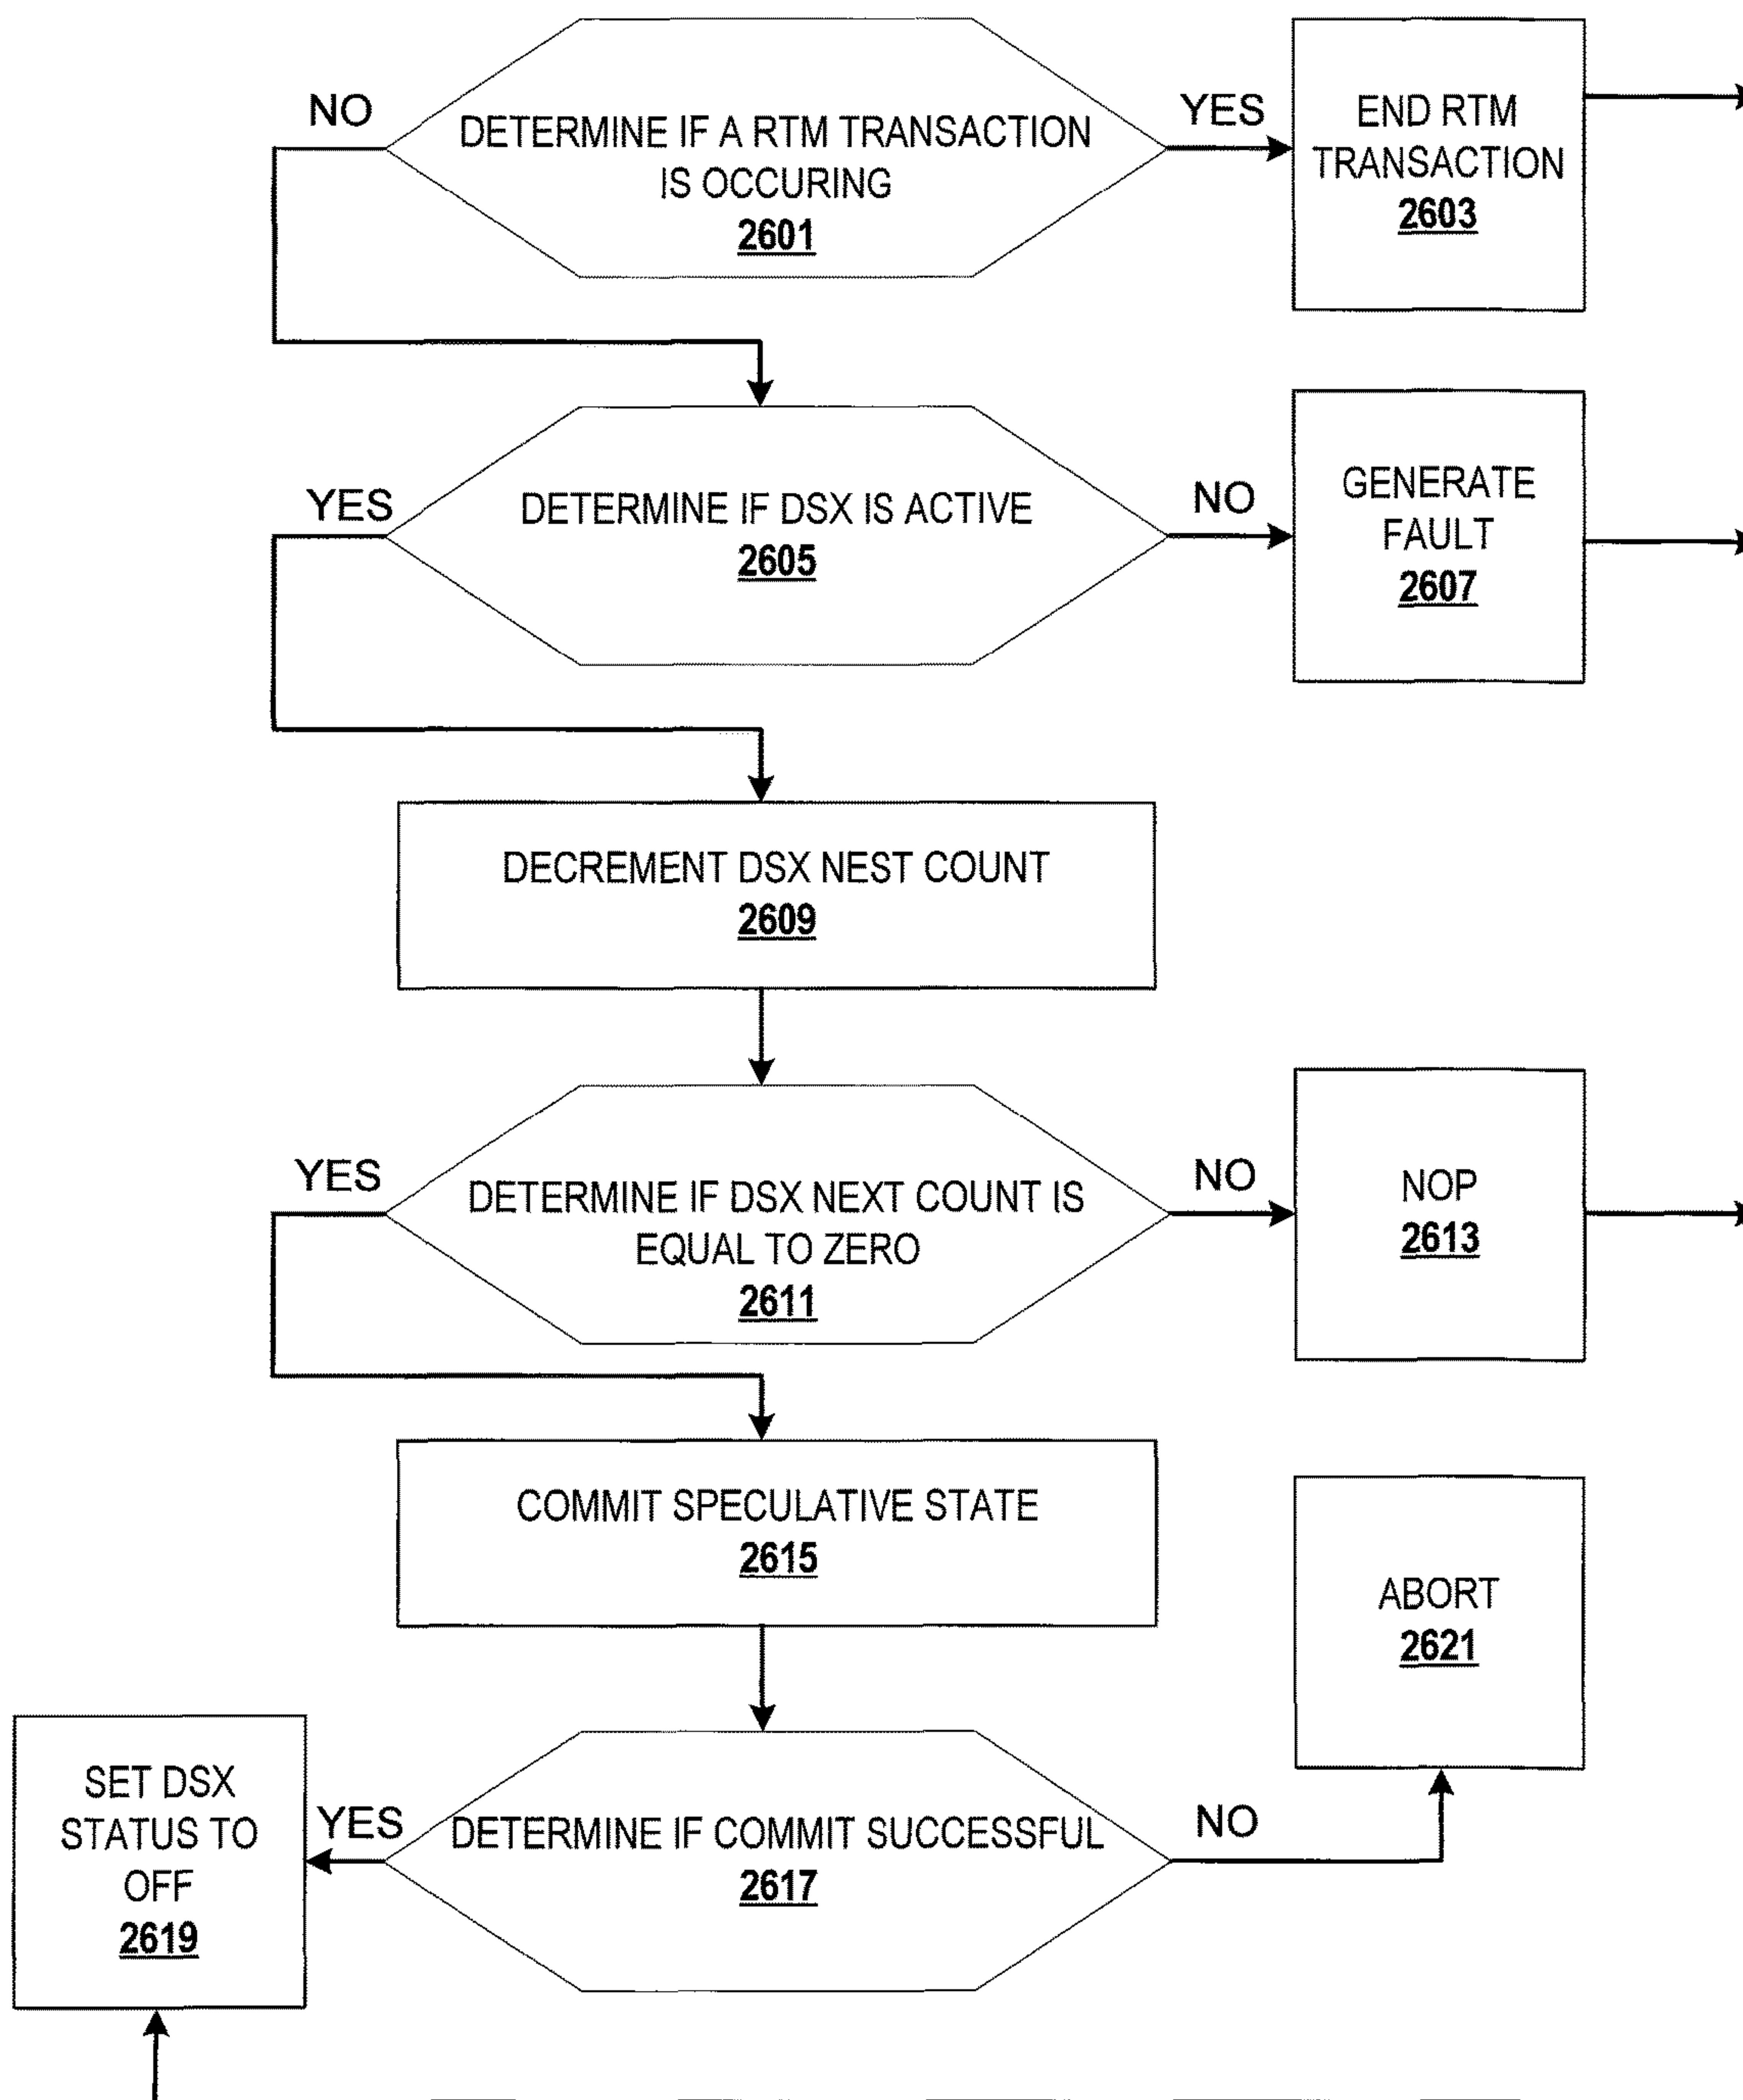 NO
DETERMINE IF A RTM TRANSACTION
IS OCCURING
2601
YES
END RTM
TRANSACTION
2603
YES
DETERMINE IF DSX IS ACTIVE
2605
NO
GENERATE
FAULT
2607
DECREMENT DSX NEST COUNT
2609
YES
DETERMINE IF DSX NEXT COUNT IS
EQUAL TO ZERO
2611
NO
NOP
2613
COMMIT SPECULATIVE STATE
2615
ABORT
2621
SET DSX
STATUS TO
OFF
2619
YES
DETERMINE IF COMMIT SUCCESSFUL
2617
NO